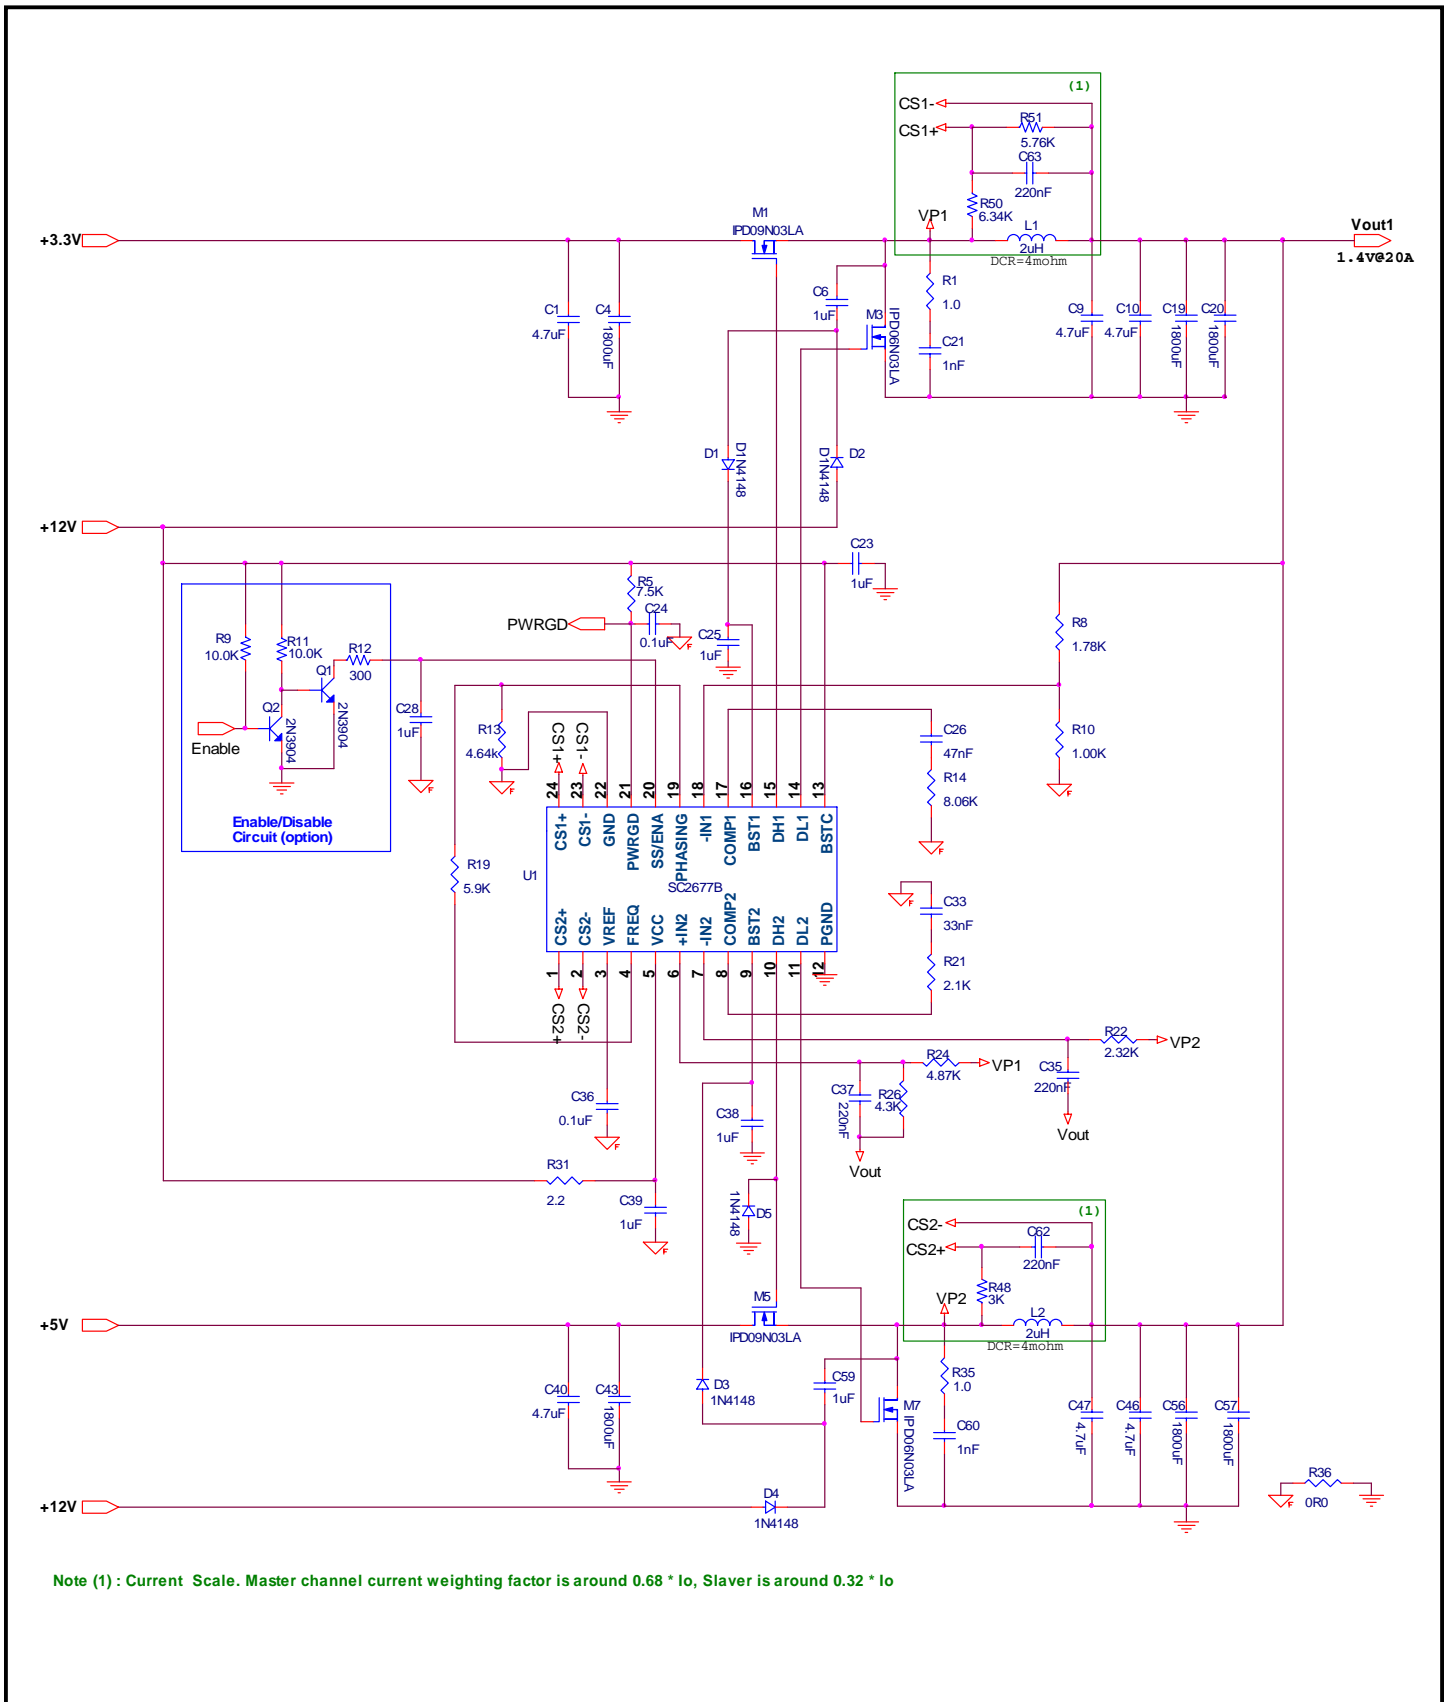 (1)
CS1-
CS1+
R51
5.76K
C63
220nF
R50
6.34K
VP1
L1
2uH
DCR=4mohm
M1
IPD09N03LA
+3.3V
Vout1
1.4V@20A
C1
4.7uF
C4
1800uF
C6
1uF
M3
IPD06N03LA
R1
1.0
C21
1nF
C9
4.7uF
C10
4.7uF
C19
1800uF
C20
1800uF
D1
D1N4148
D2
D1N4148
+12V
C23
1uF
R5
7.5K
PWRGD
C24
0.1uF
C25
1uF
R8
1.78K
R10
1.00K
R9
10.0K
R11
10.0K
R12
300
Q1
2N3904
Q2
2N3904
Enable
Enable/Disable
Circuit (option)
C28
1uF
R13
4.64k
CS1+
CS1-
C26
47nF
R14
8.06K
F
F
F
F
F
24
23
22
21
20
19
18
17
16
15
14
13
CS1+
CS1-
GND
PWRGD
SS/ENA
PHASING
-IN1
COMP1
BST1
DH1
DL1
BSTC
U1
SC2677B
CS2+
CS2-
VREF
FREQ
VCC
+IN2
-IN2
COMP2
BST2
DH2
DL2
PGND
1
2
3
4
5
6
7
8
9
10
11
12
CS2+
CS2-
R19
5.9K
F
C33
33nF
R21
2.1K
R22
2.32K
VP2
C35
220nF
Vout
R24
4.87K
VP1
C37
220nF
R26
4.3K
Vout
C36
0.1uF
F
C38
1uF
R31
2.2
C39
1uF
F
1N4148
D5
(1)
CS2-
CS2+
C62
220nF
R48
3K
VP2
L2
2uH
DCR=4mohm
M5
IPD09N03LA
+5V
C40
4.7uF
C43
1800uF
D3
1N4148
C59
1uF
M7
IPD06N03LA
R35
1.0
C60
1nF
C47
4.7uF
C46
4.7uF
C56
1800uF
C57
1800uF
R36
0R0
F
+12V
D4
1N4148
Note (1) : Current Scale. Master channel current weighting factor is around 0.68 * Io, Slaver is around 0.32 * Io